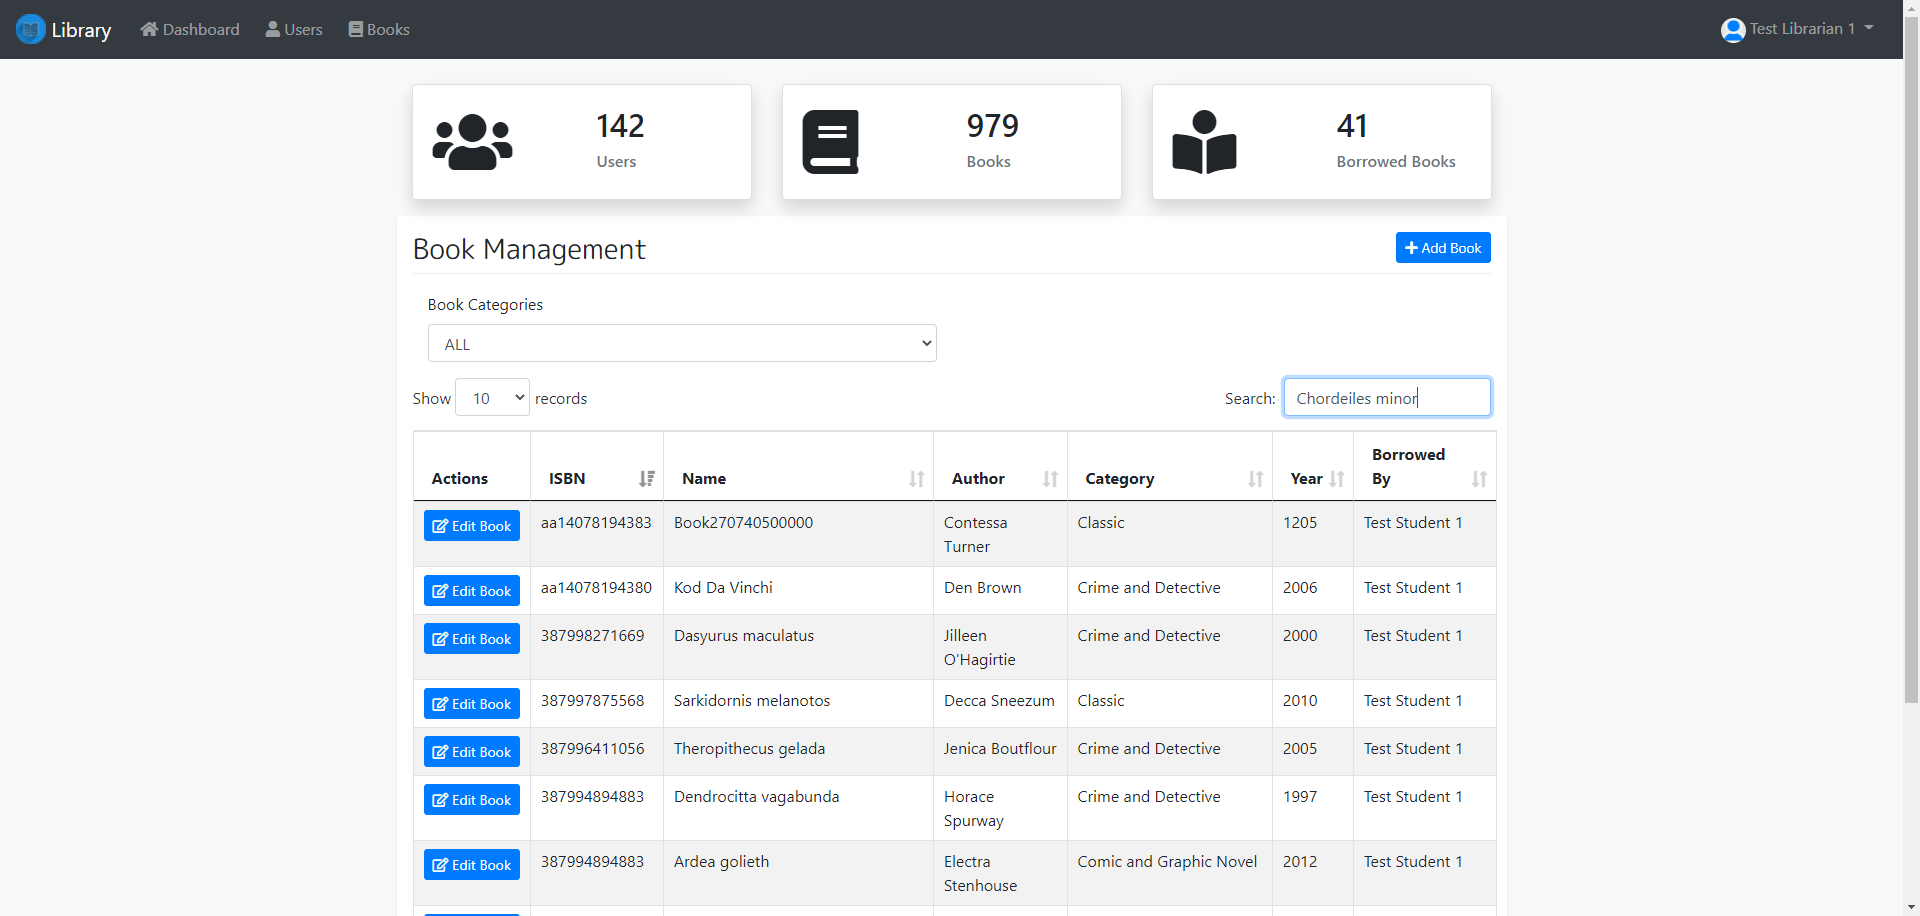 Library Dashboard Users Books Test Librarian 1
142 979 41
Users Books Borrowed Books
Book Management Add Book
Book Categories
ALL
Show 10 records Search: Chordeiles minor
Borrowed
Actions ISBN Name Author Category Year By
Edit Book aa14078194383 Book270740500000 Contessa Classic 1205 Test Student 1
Turner
Edit Book aa14078194380 Kod Da Vinchi Den Brown Crime and Detective 2006 Test Student 1
Edit Book 387998271669 Dasyurus maculatus Jilleen Crime and Detective 2000 Test Student 1
O'Hagirtie
Edit Book 387997875568 Sarkidornis melanotos Decca Sneezum Classic 2010 Test Student 1
Edit Book 387996411056 Theropithecus gelada Jenica Boutflour Crime and Detective 2005 Test Student 1
Edit Book 387994894883 Dendrocitta vagabunda Horace Crime and Detective 1997 Test Student 1
Spurway
Edit Book 387994894883 Ardea golieth Electra Comic and Graphic Novel 2012 Test Student 1
Stenhouse